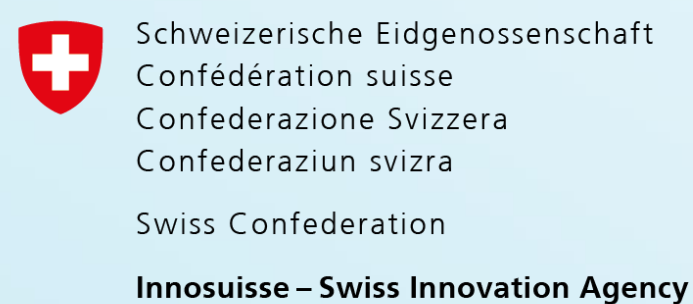 Schweizerische Eidgenossenschaft
Confédération suisse
Confederazione Svizzera
Confederaziun svizra
Swiss Confederation
Innosuisse – Swiss Innovation Agency